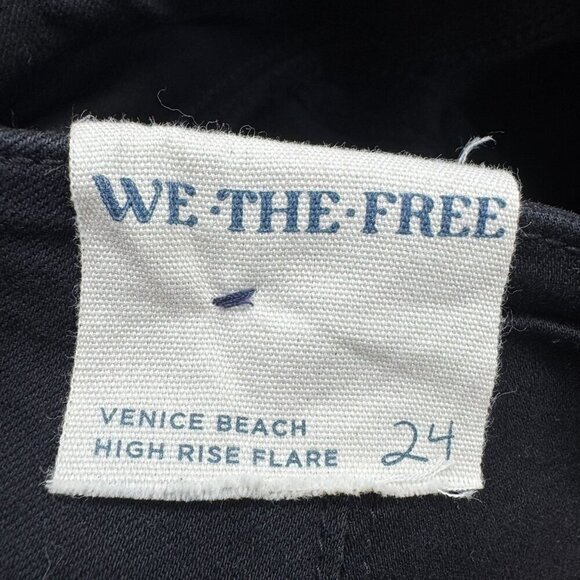 WE·THE·FREE
VENICE BEACH
HIGH RISE FLARE
24